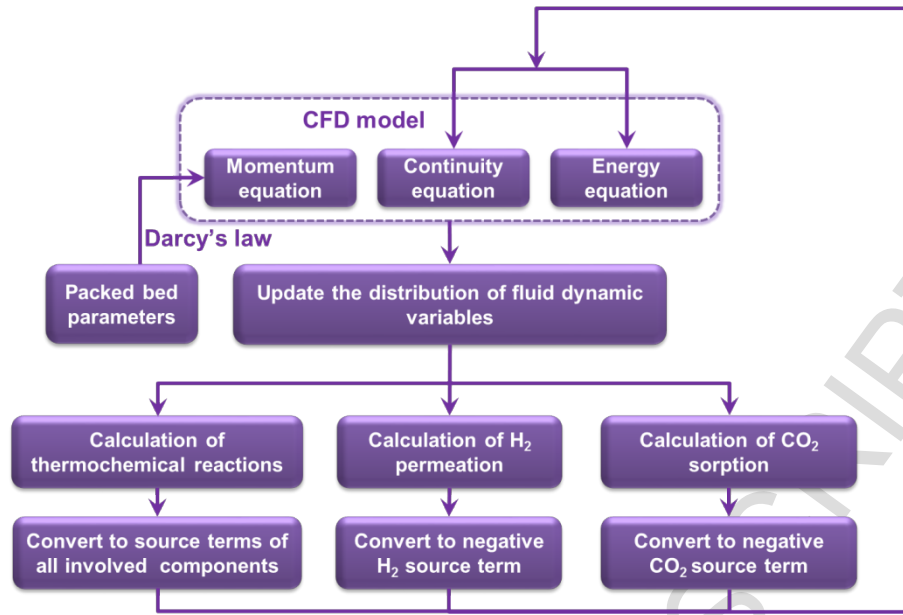 CFD model
Momentum
equation
Continuity
equation
Energy
equation
Darcy's law
Packed bed
parameters
Update the distribution of fluid dynamic
variables
Calculation of
thermochemical reactions
Calculation of H₂
permeation
Calculation of CO₂
sorption
Convert to source terms of
all involved components
Convert to negative
H₂ source term
Convert to negative
CO₂ source term